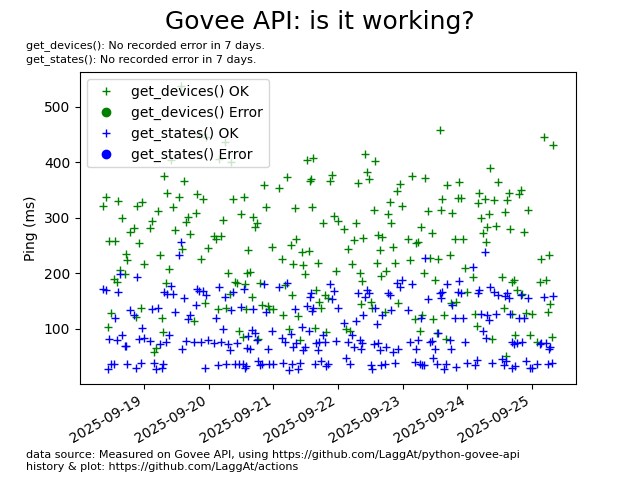 Govee API: is it working?
get_devices(): No recorded error in 7 days.
get_states(): No recorded error in 7 days.
get_devices() OK
get_devices() Error
get_states() OK
get_states() Error
Ping (ms)
500
400
300
200
100
2025-09-19
2025-09-20
2025-09-21
2025-09-22
2025-09-23
2025-09-24
2025-09-25
data source: Measured on Govee API, using https://github.com/LaggAt/python-govee-api
history & plot: https://github.com/LaggAt/actions